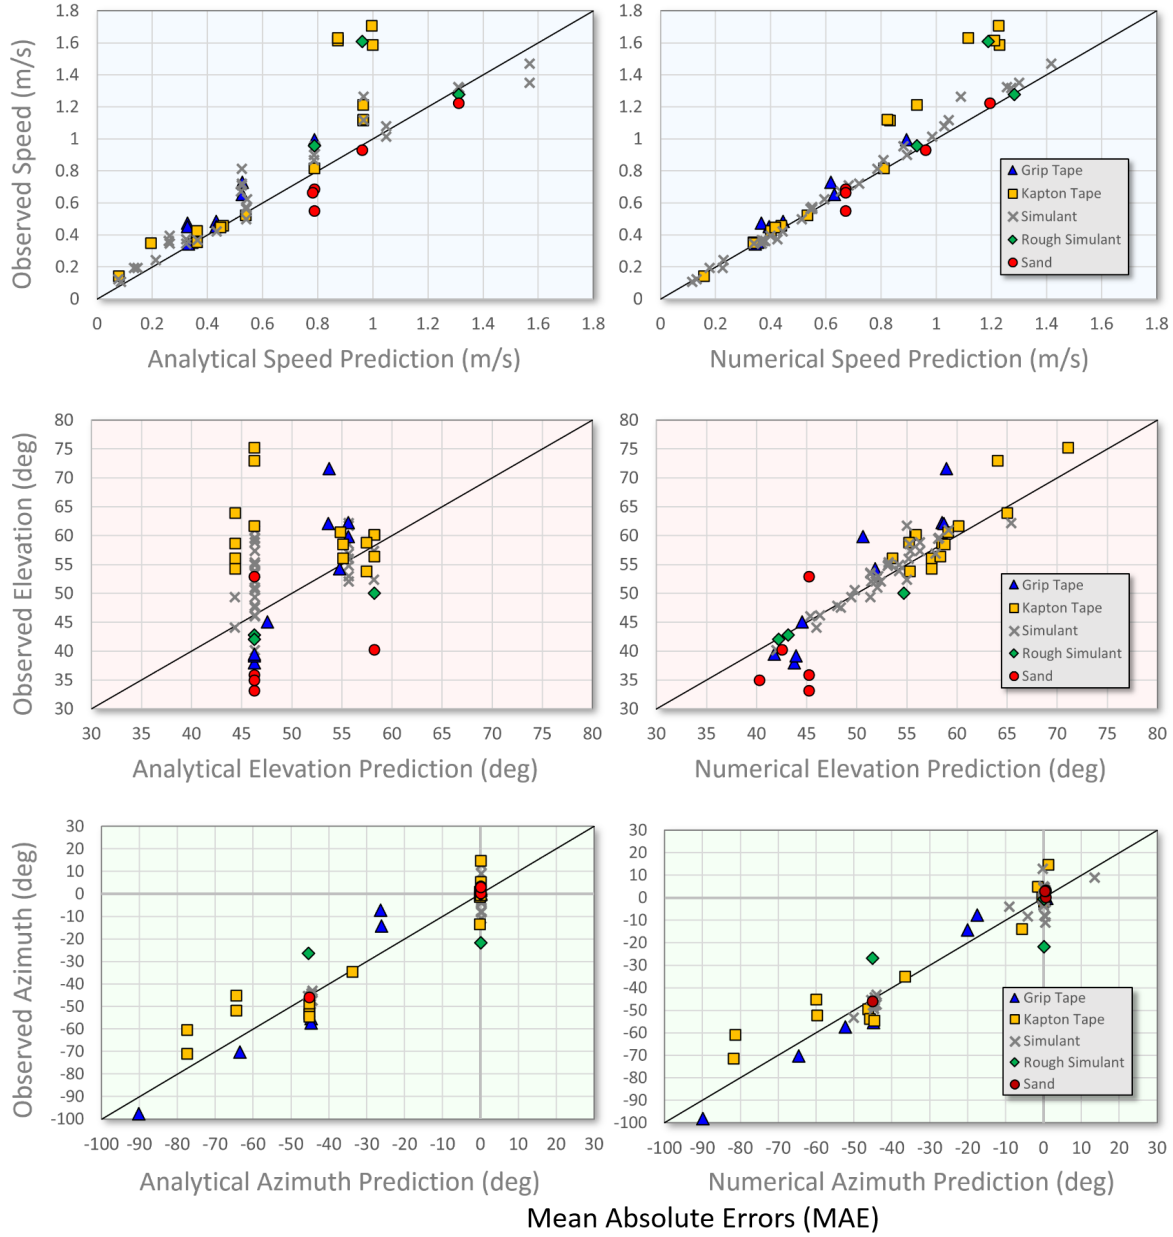 Observed Speed (m/s)
1.8
1.6
1.4
1.2
1
0.8
0.6
0.4
0.2
0
0 0.2 0.4 0.6 0.8 1 1.2 1.4 1.6 1.8
Analytical Speed Prediction (m/s)
1.8
1.6
1.4
1.2
1
0.8
0.6
0.4
0.2
0
0 0.2 0.4 0.6 0.8 1 1.2 1.4 1.6 1.8
Numerical Speed Prediction (m/s)
Grip Tape
Kapton Tape
Simulant
Rough Simulant
Sand
Observed Elevation (deg)
80
75
70
65
60
55
50
45
40
35
30
30 35 40 45 50 55 60 65 70 75 80
Analytical Elevation Prediction (deg)
80
75
70
65
60
55
50
45
40
35
30
30 35 40 45 50 55 60 65 70 75 80
Numerical Elevation Prediction (deg)
Grip Tape
Kapton Tape
Simulant
Rough Simulant
Sand
Observed Azimuth (deg)
30
20
10
0
-10
-20
-30
-40
-50
-60
-70
-80
-90
-100
-100 -90 -80 -70 -60 -50 -40 -30 -20 -10 0 10 20 30
Analytical Azimuth Prediction (deg)
30
20
10
0
-10
-20
-30
-40
-50
-60
-70
-80
-90
-100
-100 -90 -80 -70 -60 -50 -40 -30 -20 -10 0 10 20 30
Numerical Azimuth Prediction (deg)
Grip Tape
Kapton Tape
Simulant
Rough Simulant
Sand
Mean Absolute Errors (MAE)